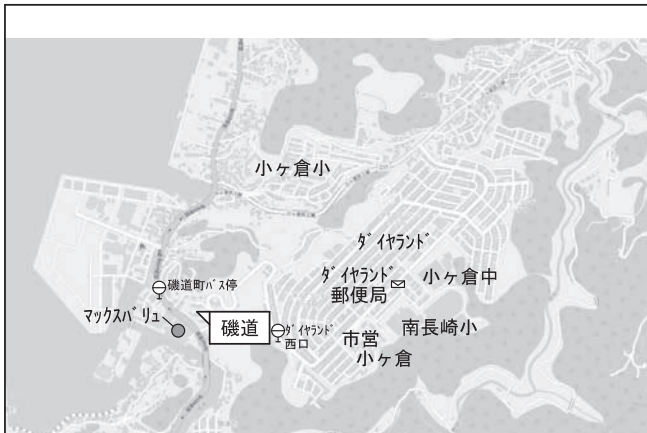 小ヶ倉小
ダイヤランド
ダイヤランド
郵便局
小ヶ倉中
磯道町バス停
マックスバリュ
磯道
ダイヤランド
西口
市営
小ヶ倉
南長崎小